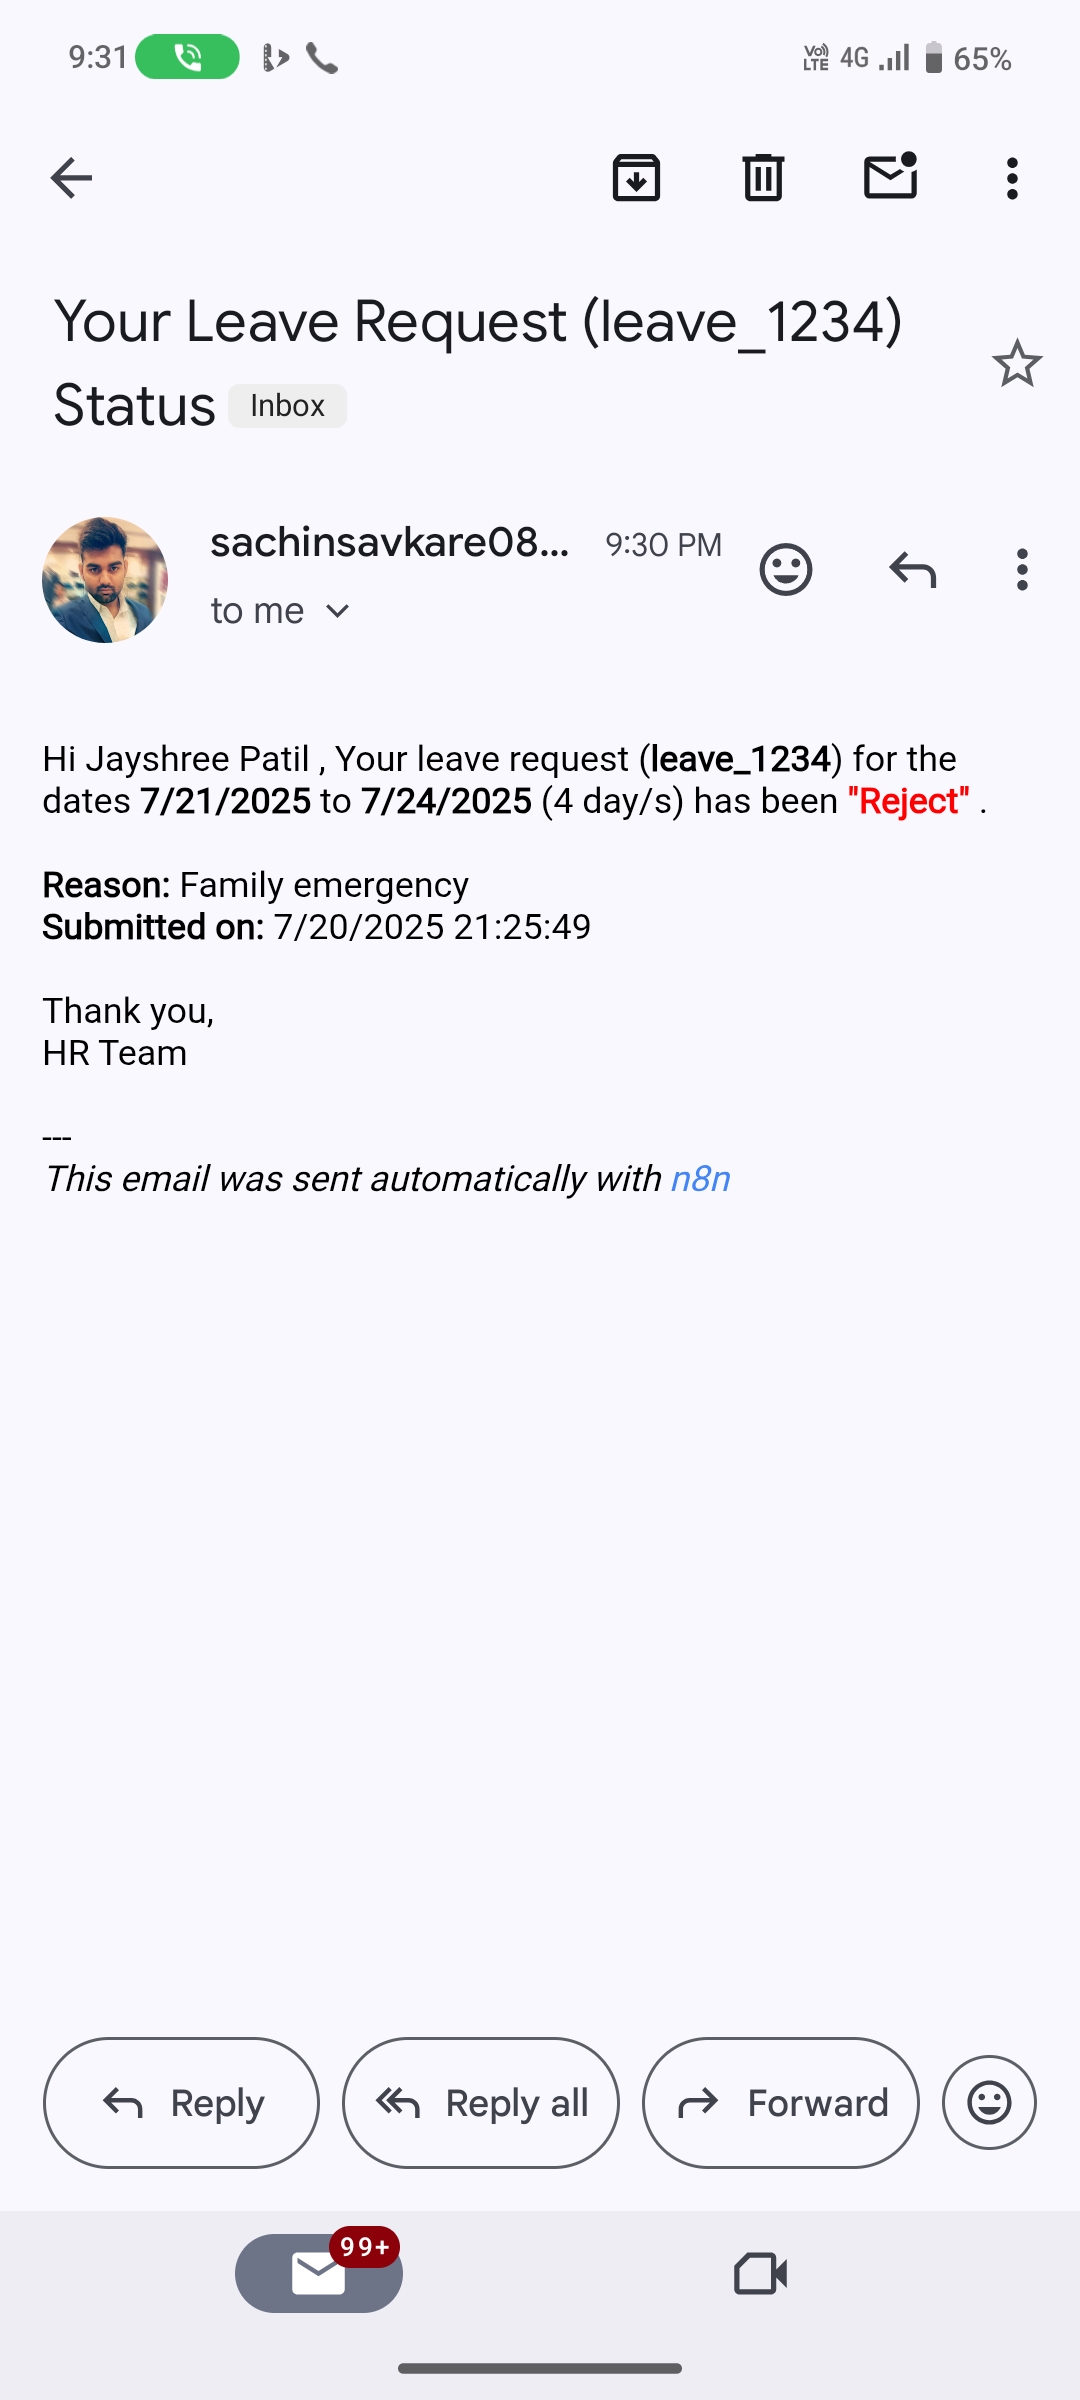 9:31
Vo)) LTE 4G 65%
Your Leave Request (leave_1234)
Status Inbox
sachinsavkare08... 9:30 PM
to me
Hi Jayshree Patil , Your leave request (leave_1234) for the
dates 7/21/2025 to 7/24/2025 (4 day/s) has been "Reject" .
Reason: Family emergency
Submitted on: 7/20/2025 21:25:49
Thank you,
HR Team
---
This email was sent automatically with n8n
Reply Reply all Forward
99+